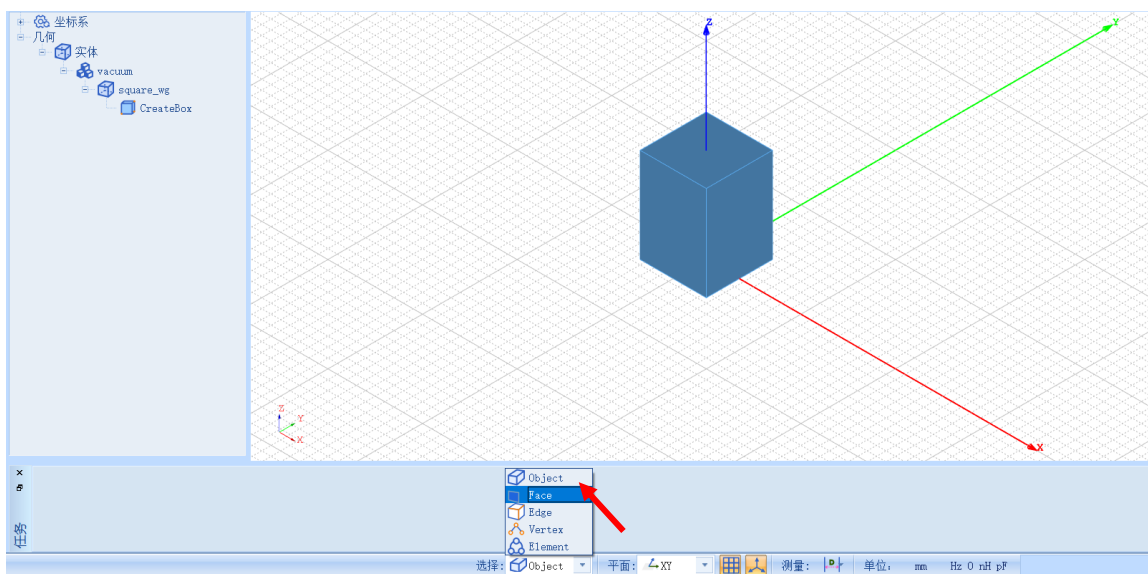 坐标系
几何
实体
vacuum
square_wg
CreateBox
Z
Y
X
Z
Y
X
任务
Object
Face
Edge
Vertex
Element
选择: Object 平面: XY 测量: 单位: mm Hz O nH pF